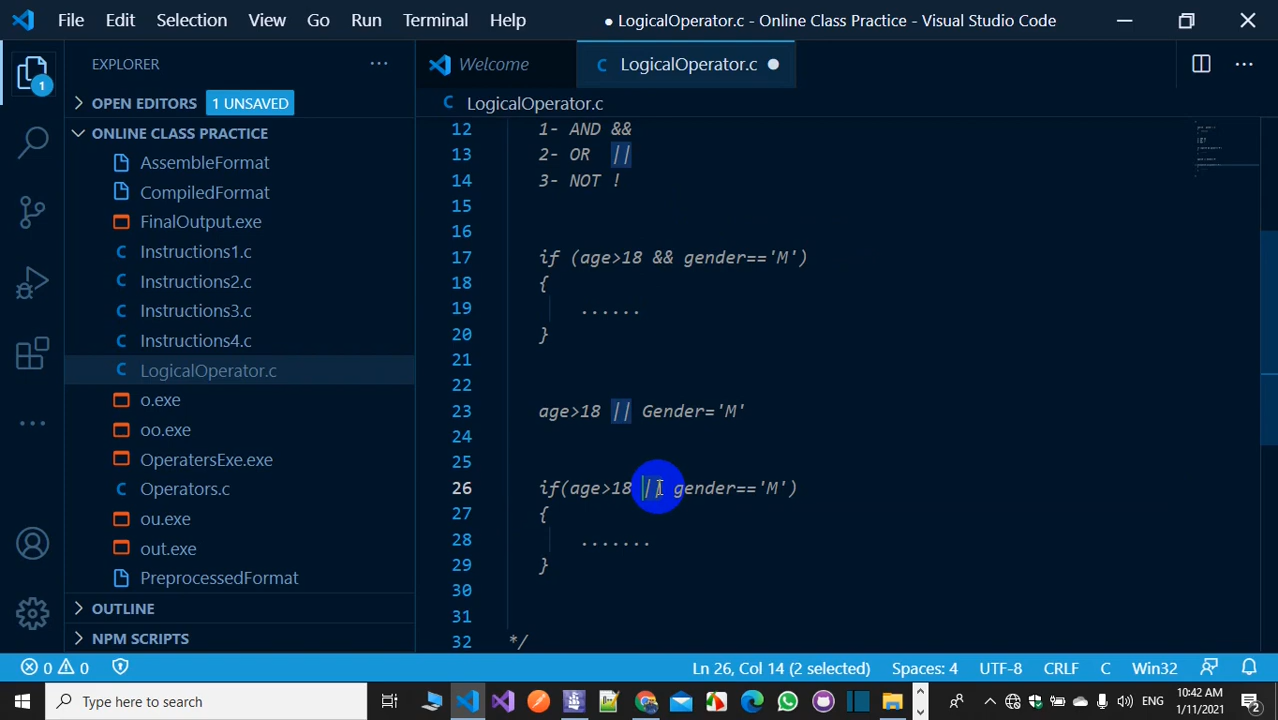 File Edit Selection View Go Run Terminal Help
● LogicalOperator.c - Online Class Practice - Visual Studio Code
EXPLORER
Welcome
LogicalOperator.c
1
OPEN EDITORS
1 UNSAVED
LogicalOperator.c
ONLINE CLASS PRACTICE
AssembleFormat
CompiledFormat
FinalOutput.exe
C Instructions1.c
C Instructions2.c
C Instructions3.c
C Instructions4.c
C LogicalOperator.c
o.exe
oo.exe
OperatersExe.exe
C Operators.c
ou.exe
out.exe
PreprocessedFormat
OUTLINE
NPM SCRIPTS
12 1- AND &&
13 2- OR ||
14 3- NOT !
15
16
17 if (age>18 && gender=='M')
18 {
19 ......
20 }
21
22
23 age>18 || Gender='M'
24
25
26 if(age>18 || gender=='M')
27 {
28 .......
29 }
30
31
32 */
0 0
Ln 26, Col 14 (2 selected) Spaces: 4 UTF-8 CRLF C Win32
Type here to search
ENG
10:42 AM
1/11/2021
2